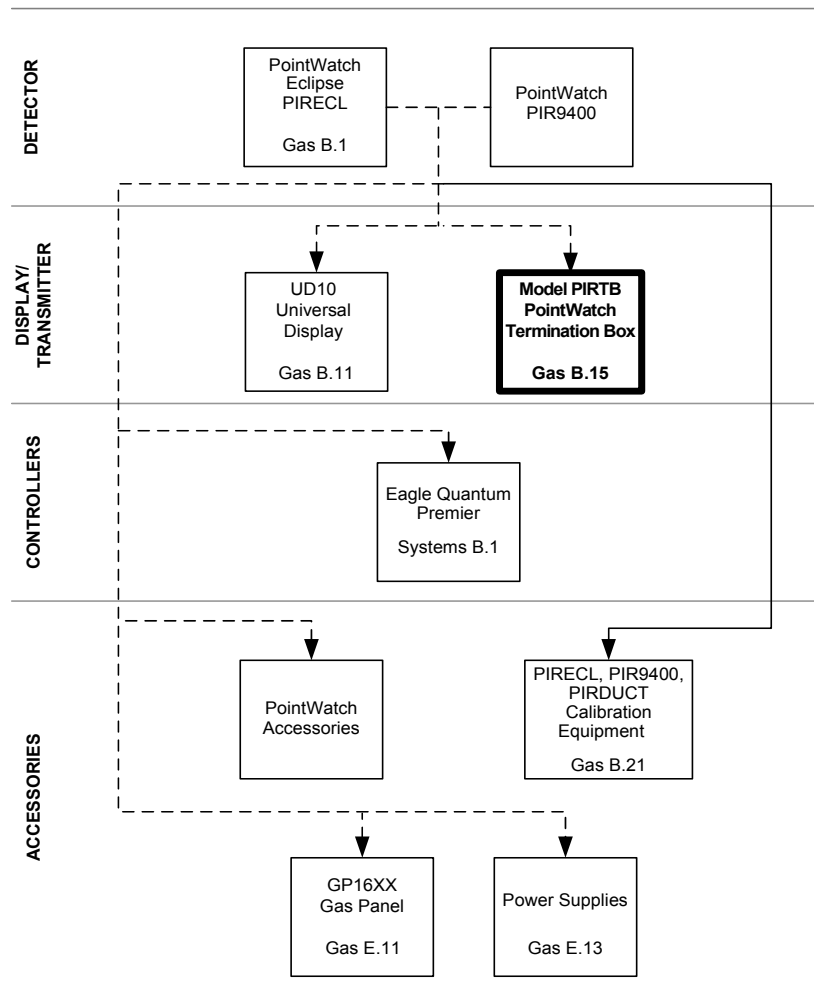 DETECTOR
PointWatch
Eclipse
PIRECL
Gas B.1
PointWatch
PIR9400
DISPLAY/
TRANSMITTER
UD10
Universal
Display
Gas B.11
Model PIRTB
PointWatch
Termination Box
Gas B.15
CONTROLLERS
Eagle Quantum
Premier
Systems B.1
ACCESSORIES
PointWatch
Accessories
PIRECL, PIR9400,
PIRDUCT
Calibration
Equipment
Gas B.21
GP16XX
Gas Panel
Gas E.11
Power Supplies
Gas E.13